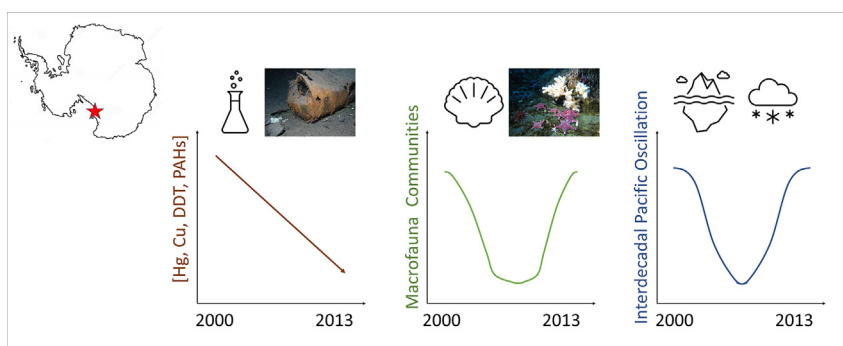 [Hg, Cu, DDT, PAHs]
2000 2013
Macrofauna Communities
2000 2013
Interdecadal Pacific Oscillation
2000 2013